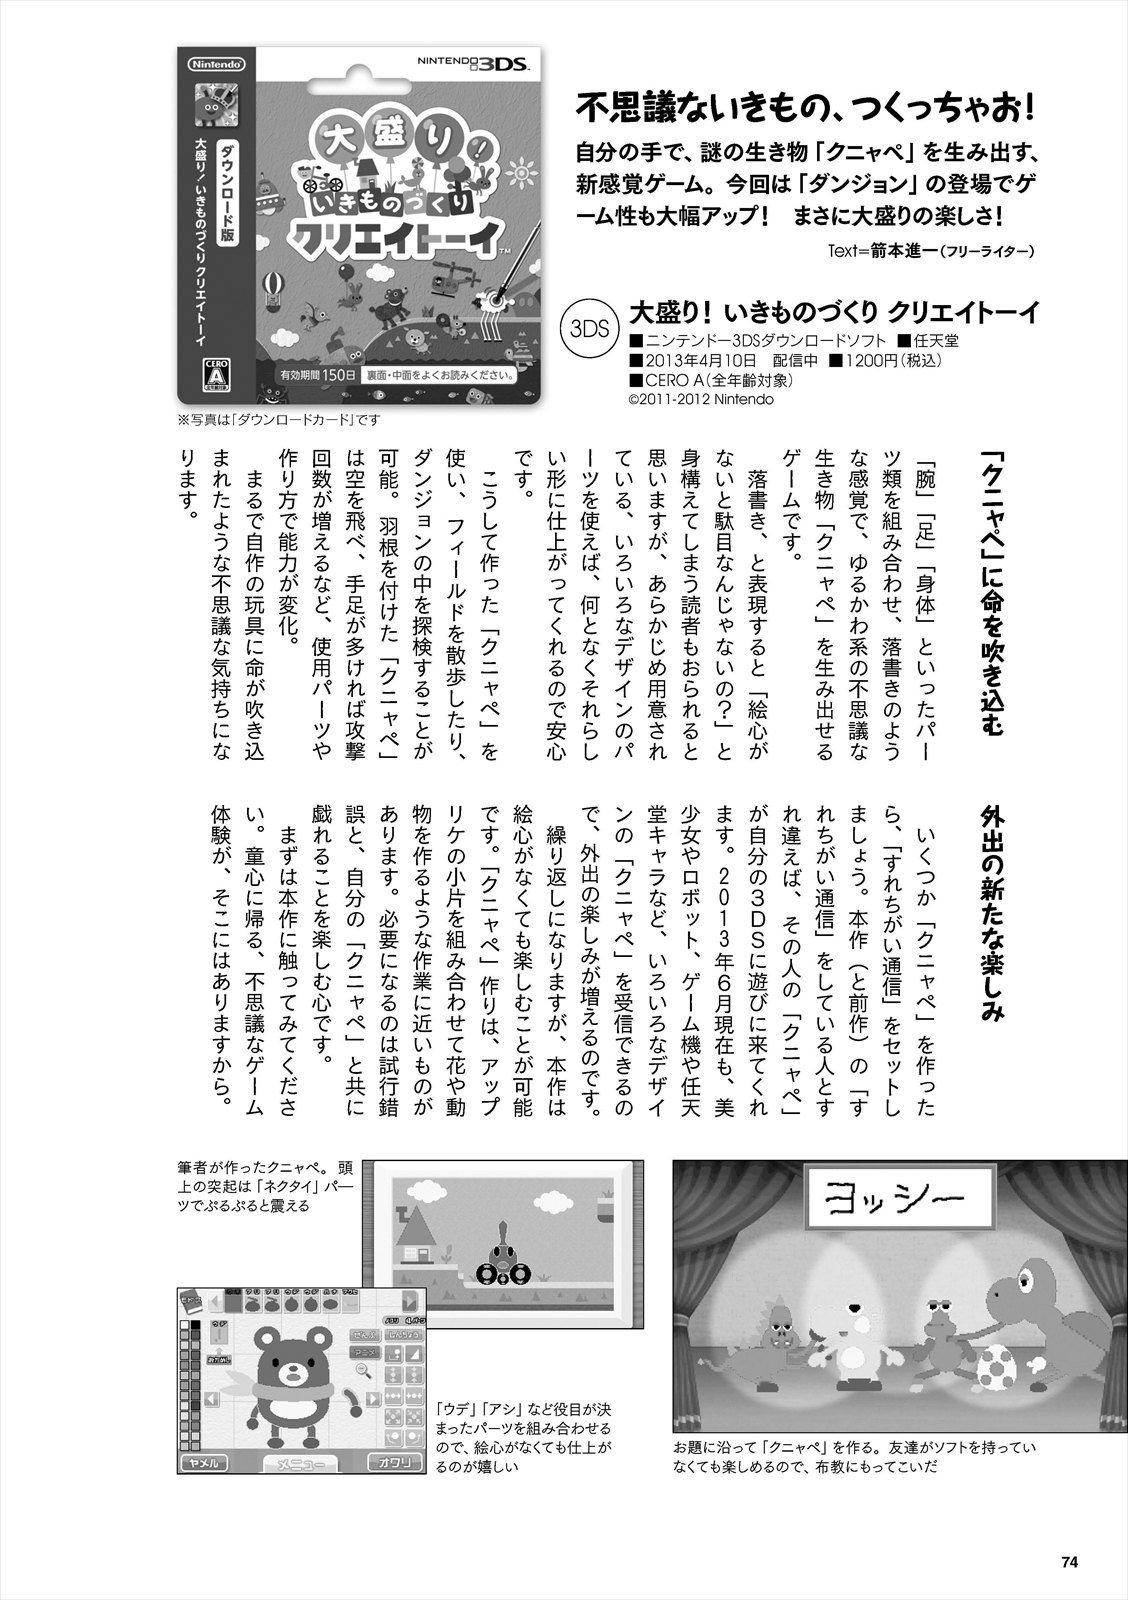 Nintendo
NINTENDO3DS™
ダウンロード版
大盛り! いきものづくり クリエイトーイ
大盛り!
いきものづくり
クリエイトーイ™
CERO
A
有効期間 150日
裏面・中面をよくお読みください。
※写真は「ダウンロードカード」です
不思議ないきもの、つくっちゃお!
自分の手で、謎の生き物「クニャペ」を生み出す、
新感覚ゲーム。今回は「ダンジョン」の登場でゲ
ーム性も大幅アップ! まさに大盛りの楽しさ!
Text=箭本進一(フリーライター)
3DS
大盛り! いきものづくり クリエイトーイ
■ニンテンドー3DSダウンロードソフト ■任天堂
■2013年4月10日 配信中 ■1200円(税込)
■CERO A(全年齢対象)
©2011-2012 Nintendo
「クニャペ」に命を吹き込む
「腕」「足」「身体」といったパー
ツ類を組み合わせ、落書きのよう
な感覚で、ゆるかわ系の不思議な
生き物「クニャペ」を生み出せる
ゲームです。
落書き、と表現すると「絵心が
ないと駄目なんじゃないの?」と
身構えてしまう読者もおられると
思いますが、あらかじめ用意され
ている、いろいろなデザインのパ
ーツを使えば、何となくそれらし
い形に仕上がってくれるので安心
です。
こうして作った「クニャペ」を
使い、フィールドを散歩したり、
ダンジョンの中を探検することが
可能。羽根を付けた「クニャペ」
は空を飛べ、手足が多ければ攻撃
回数が増えるなど、使用パーツや
作り方で能力が変化。
まるで自作の玩具に命が吹き込
まれたような不思議な気持ちにな
ります。
外出の新たな楽しみ
いくつか「クニャペ」を作った
ら、「すれちがい通信」をセットし
ましょう。本作(と前作)の「す
れちがい通信」をしている人とす
れ違えば、その人の「クニャペ」
が自分の3DSに遊びに来てくれ
ます。2013年6月現在も、美
少女やロボット、ゲーム機や任天
堂キャラなど、いろいろなデザイ
ンの「クニャペ」を受信できるの
で、外出の楽しみが増えるのです。
繰り返しになりますが、本作は
絵心がなくても楽しむことが可能
です。「クニャペ」作りは、アップ
リケの小片を組み合わせて花や動
物を作るような作業に近いものが
あります。必要になるのは試行錯
誤と、自分の「クニャペ」と共に
戯れることを楽しむ心です。
まずは本作に触ってみてくださ
い。童心に帰る、不思議なゲーム
体験が、そこにはありますから。
筆者が作ったクニャペ。頭
上の突起は「ネクタイ」パー
ツでぷるぷると震える
ウデ
ぜんぶ
アニメ
ヤメル
メニュー
オワリ
「ウデ」「アシ」など役目が決
まったパーツを組み合わせる
ので、絵心がなくても仕上が
るのが嬉しい
ヨッシー
お題に沿って「クニャペ」を作る。友達がソフトを持ってい
なくても楽しめるので、布教にもってこいだ
74